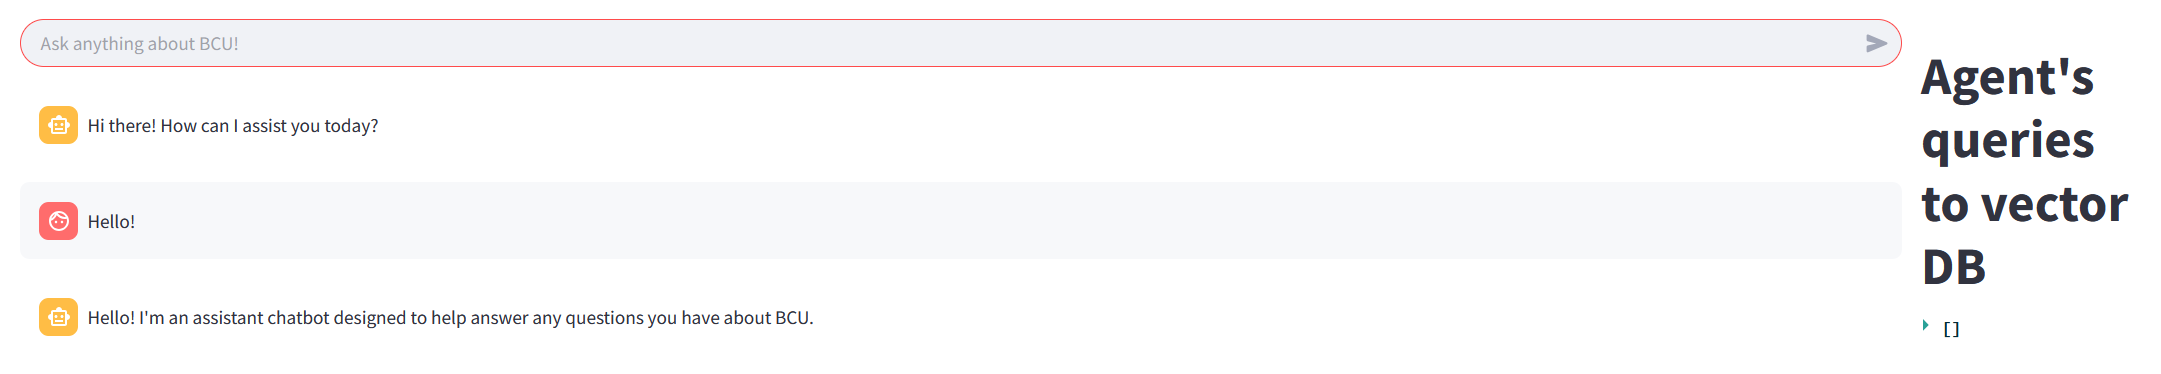 Ask anything about BCU!
Hi there! How can I assist you today?
Hello!
Hello! I'm an assistant chatbot designed to help answer any questions you have about BCU.
Agent's
queries
to vector
DB
[]